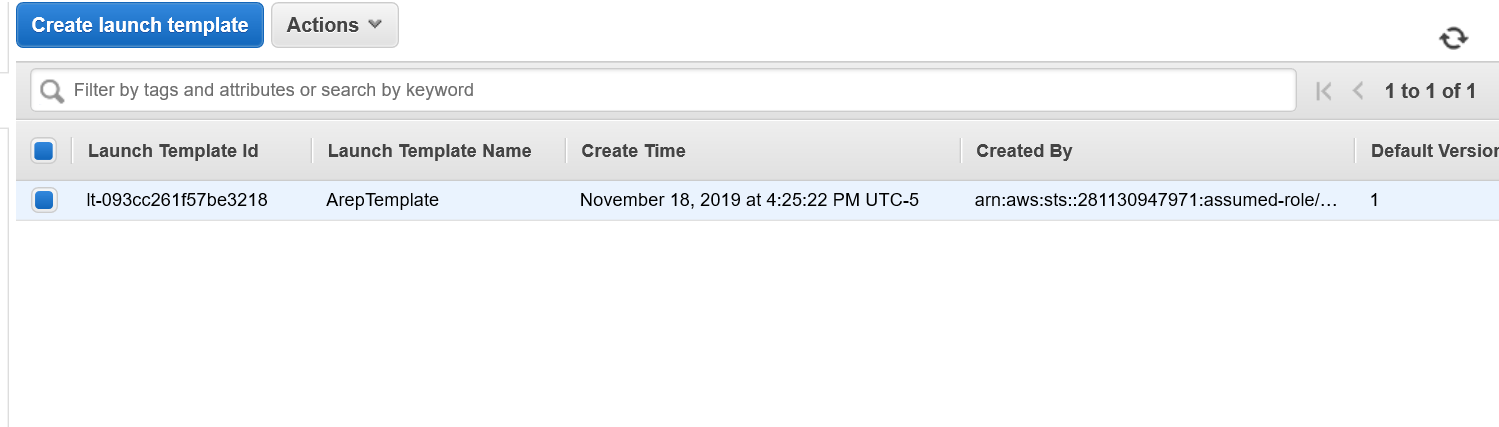 Create launch template Actions
Filter by tags and attributes or search by keyword 1 to 1 of 1
Launch Template Id Launch Template Name Create Time Created By Default Version
lt-093cc261f57be3218 ArepTemplate November 18, 2019 at 4:25:22 PM UTC-5 arn:aws:sts::281130947971:assumed-role/... 1